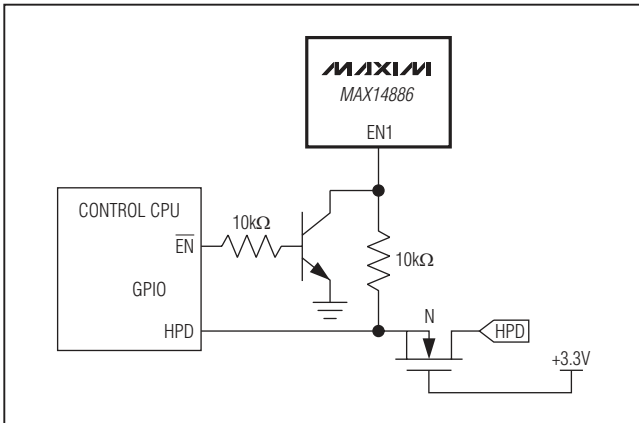 MAXIM
MAX14886
EN1
CONTROL CPU
10kΩ
EN
10kΩ
GPIO
HPD
N
HPD
+3.3V